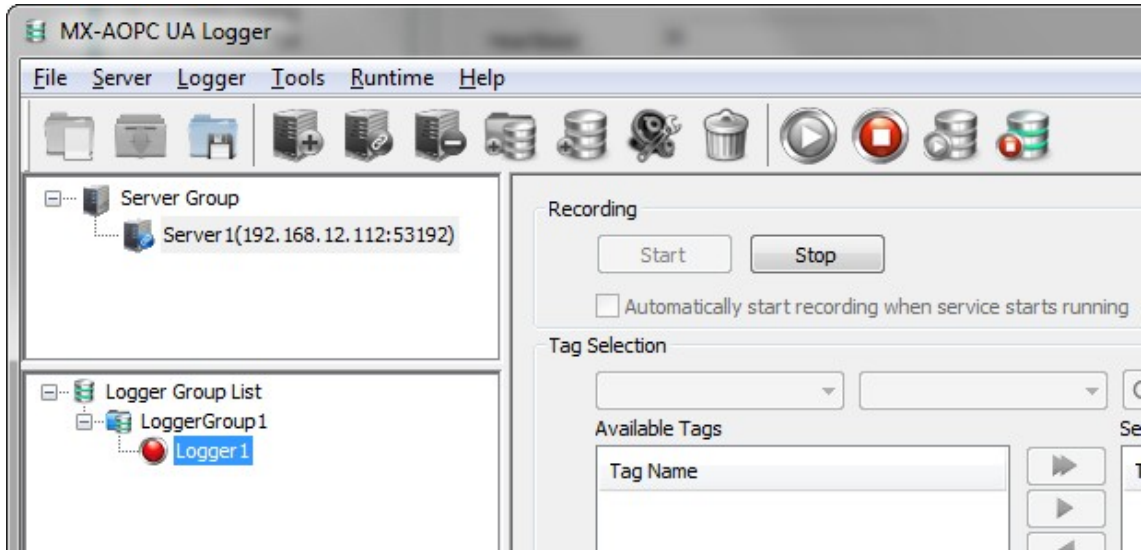 MX-AOPC UA Logger
File Server Logger Tools Runtime Help
Server Group
Server1(192.168.12.112:53192)
Logger Group List
LoggerGroup1
Logger1
Recording
Start Stop
Automatically start recording when service starts running
Tag Selection
Available Tags
Se
Tag Name